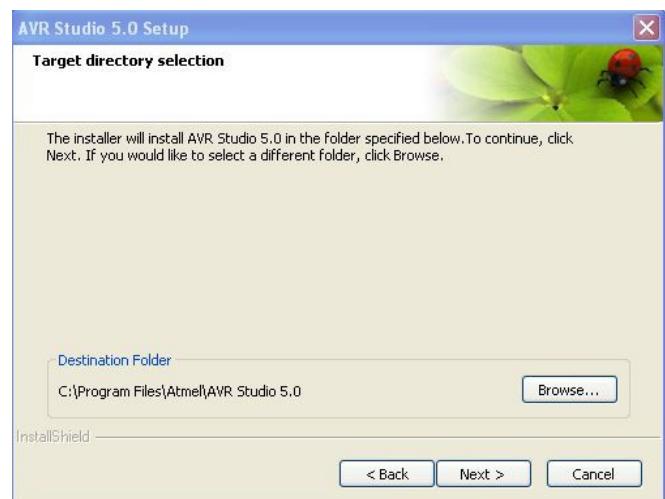 AVR Studio 5.0 Setup
Target directory selection
The installer will install AVR Studio 5.0 in the folder specified below.To continue, click
Next. If you would like to select a different folder, click Browse.
Destination Folder
C:\Program Files\Atmel\AVR Studio 5.0
Browse...
InstallShield
< Back
Next >
Cancel